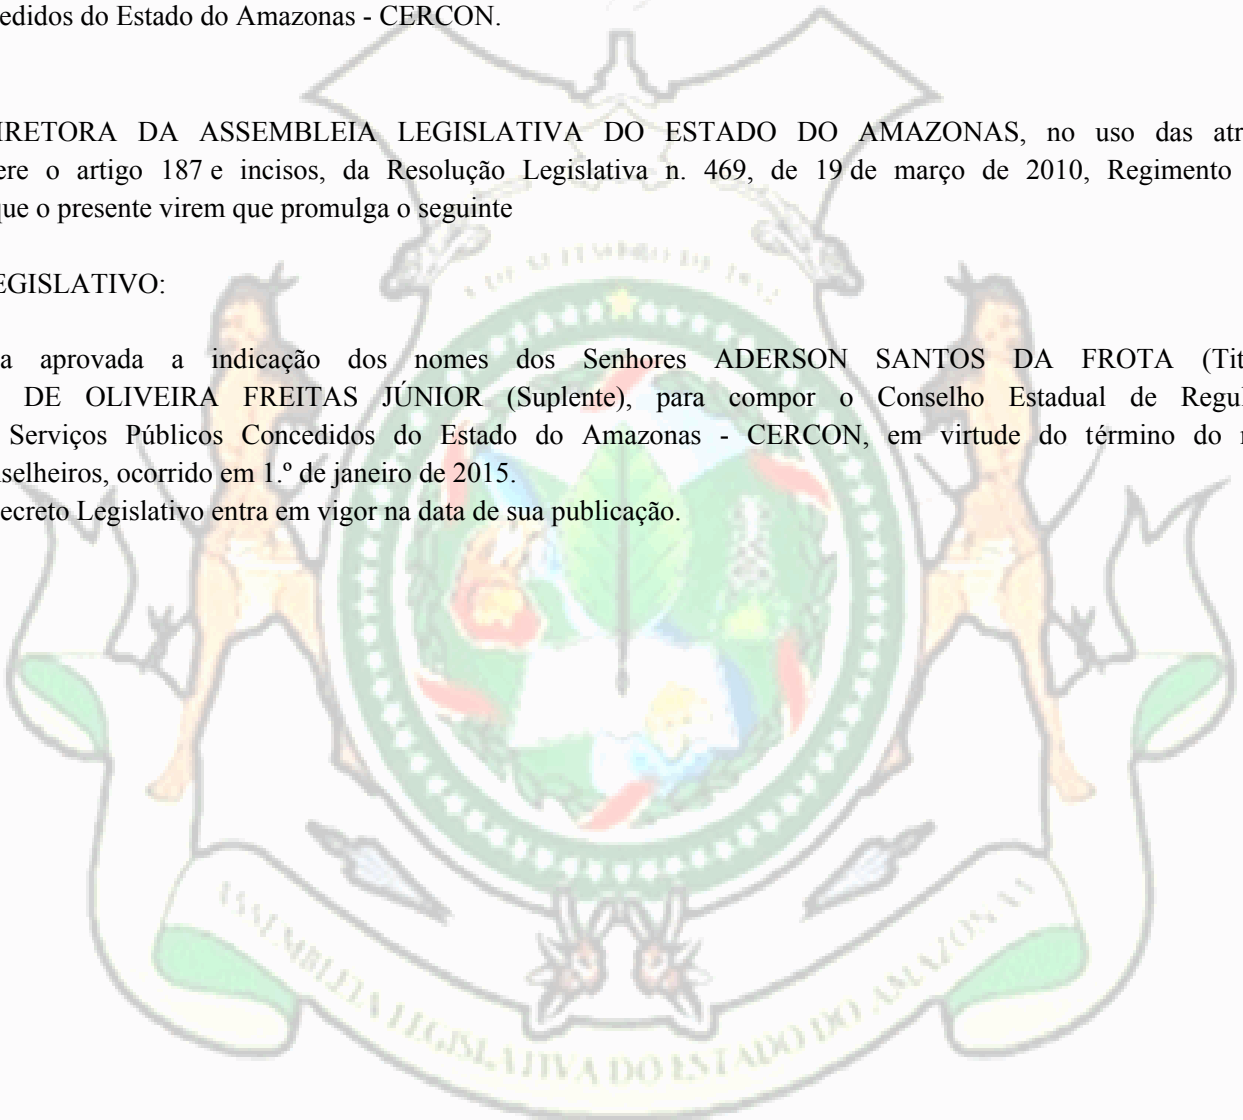 edidos do Estado do Amazonas - CERCON.
IRETORA DA ASSEMBLEIA LEGISLATIVA DO ESTADO DO AMAZONAS, no uso das atr
ere o artigo 187 e incisos, da Resolução Legislativa n. 469, de 19 de março de 2010, Regimento
que o presente virem que promulga o seguinte
EGISLATIVO:
a aprovada a indicação dos nomes dos Senhores ADERSON SANTOS DA FROTA (Tit
DE OLIVEIRA FREITAS JÚNIOR (Suplente), para compor o Conselho Estadual de Regul
Serviços Públicos Concedidos do Estado do Amazonas - CERCON, em virtude do término do
nselheiros, ocorrido em 1.º de janeiro de 2015.
ecreto Legislativo entra em vigor na data de sua publicação.
ASSEMBLEIA LEGISLATIVA DO ESTADO DO AMAZONAS